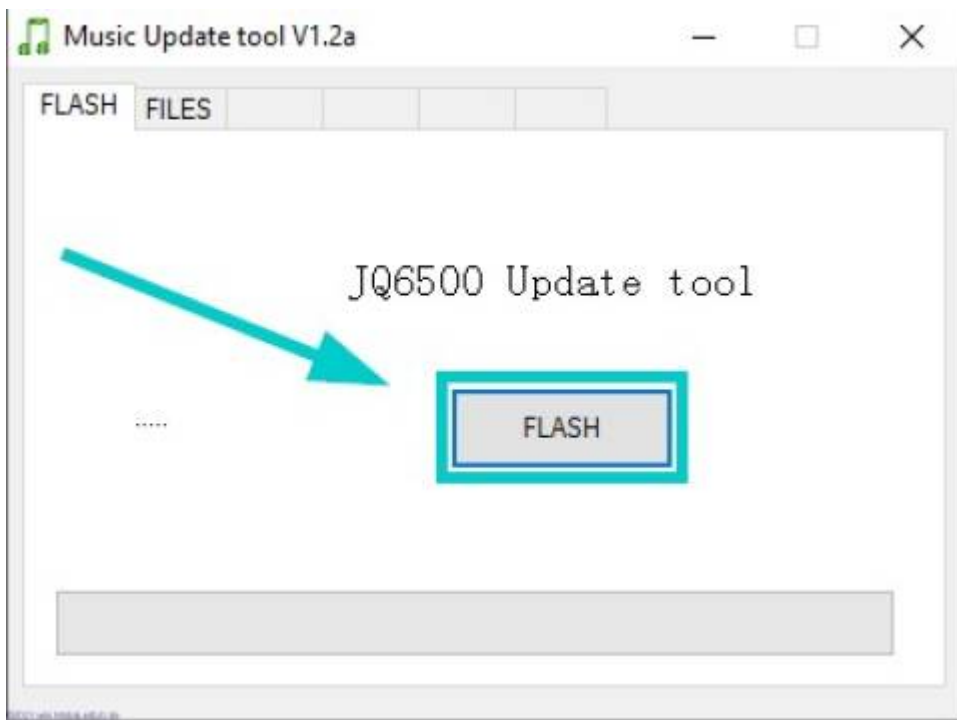 Music Update tool V1.2a
FLASH FILES
JQ6500 Update tool
.....
FLASH